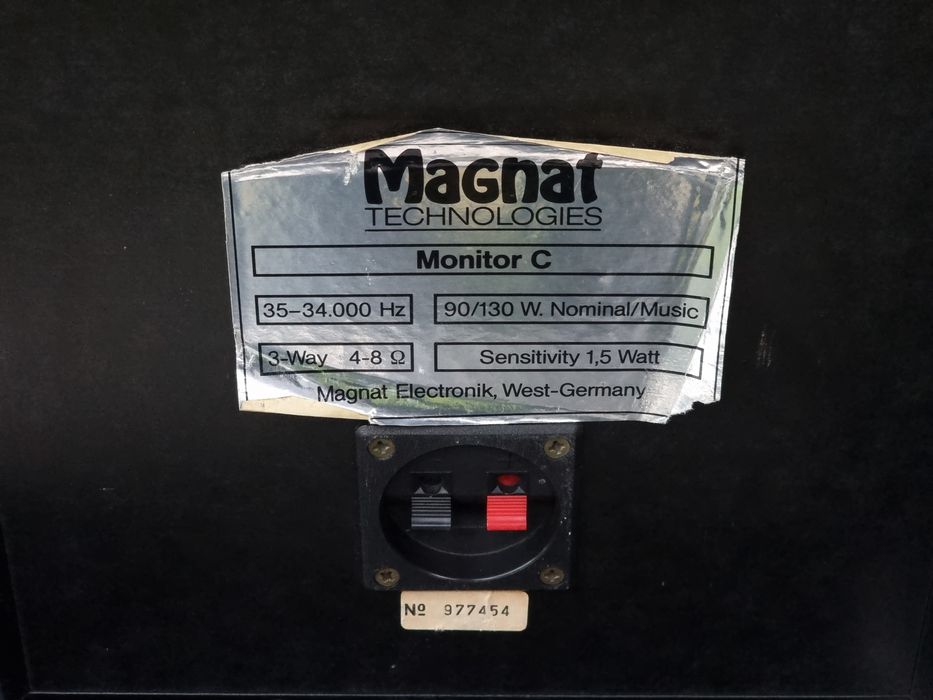 Magnat
TECHNOLOGIES
Monitor C
35–34.000 Hz 90/130 W. Nominal/Music
3-Way 4-8 Ω Sensitivity 1,5 Watt
Magnat Electronik, West-Germany
№ 977454